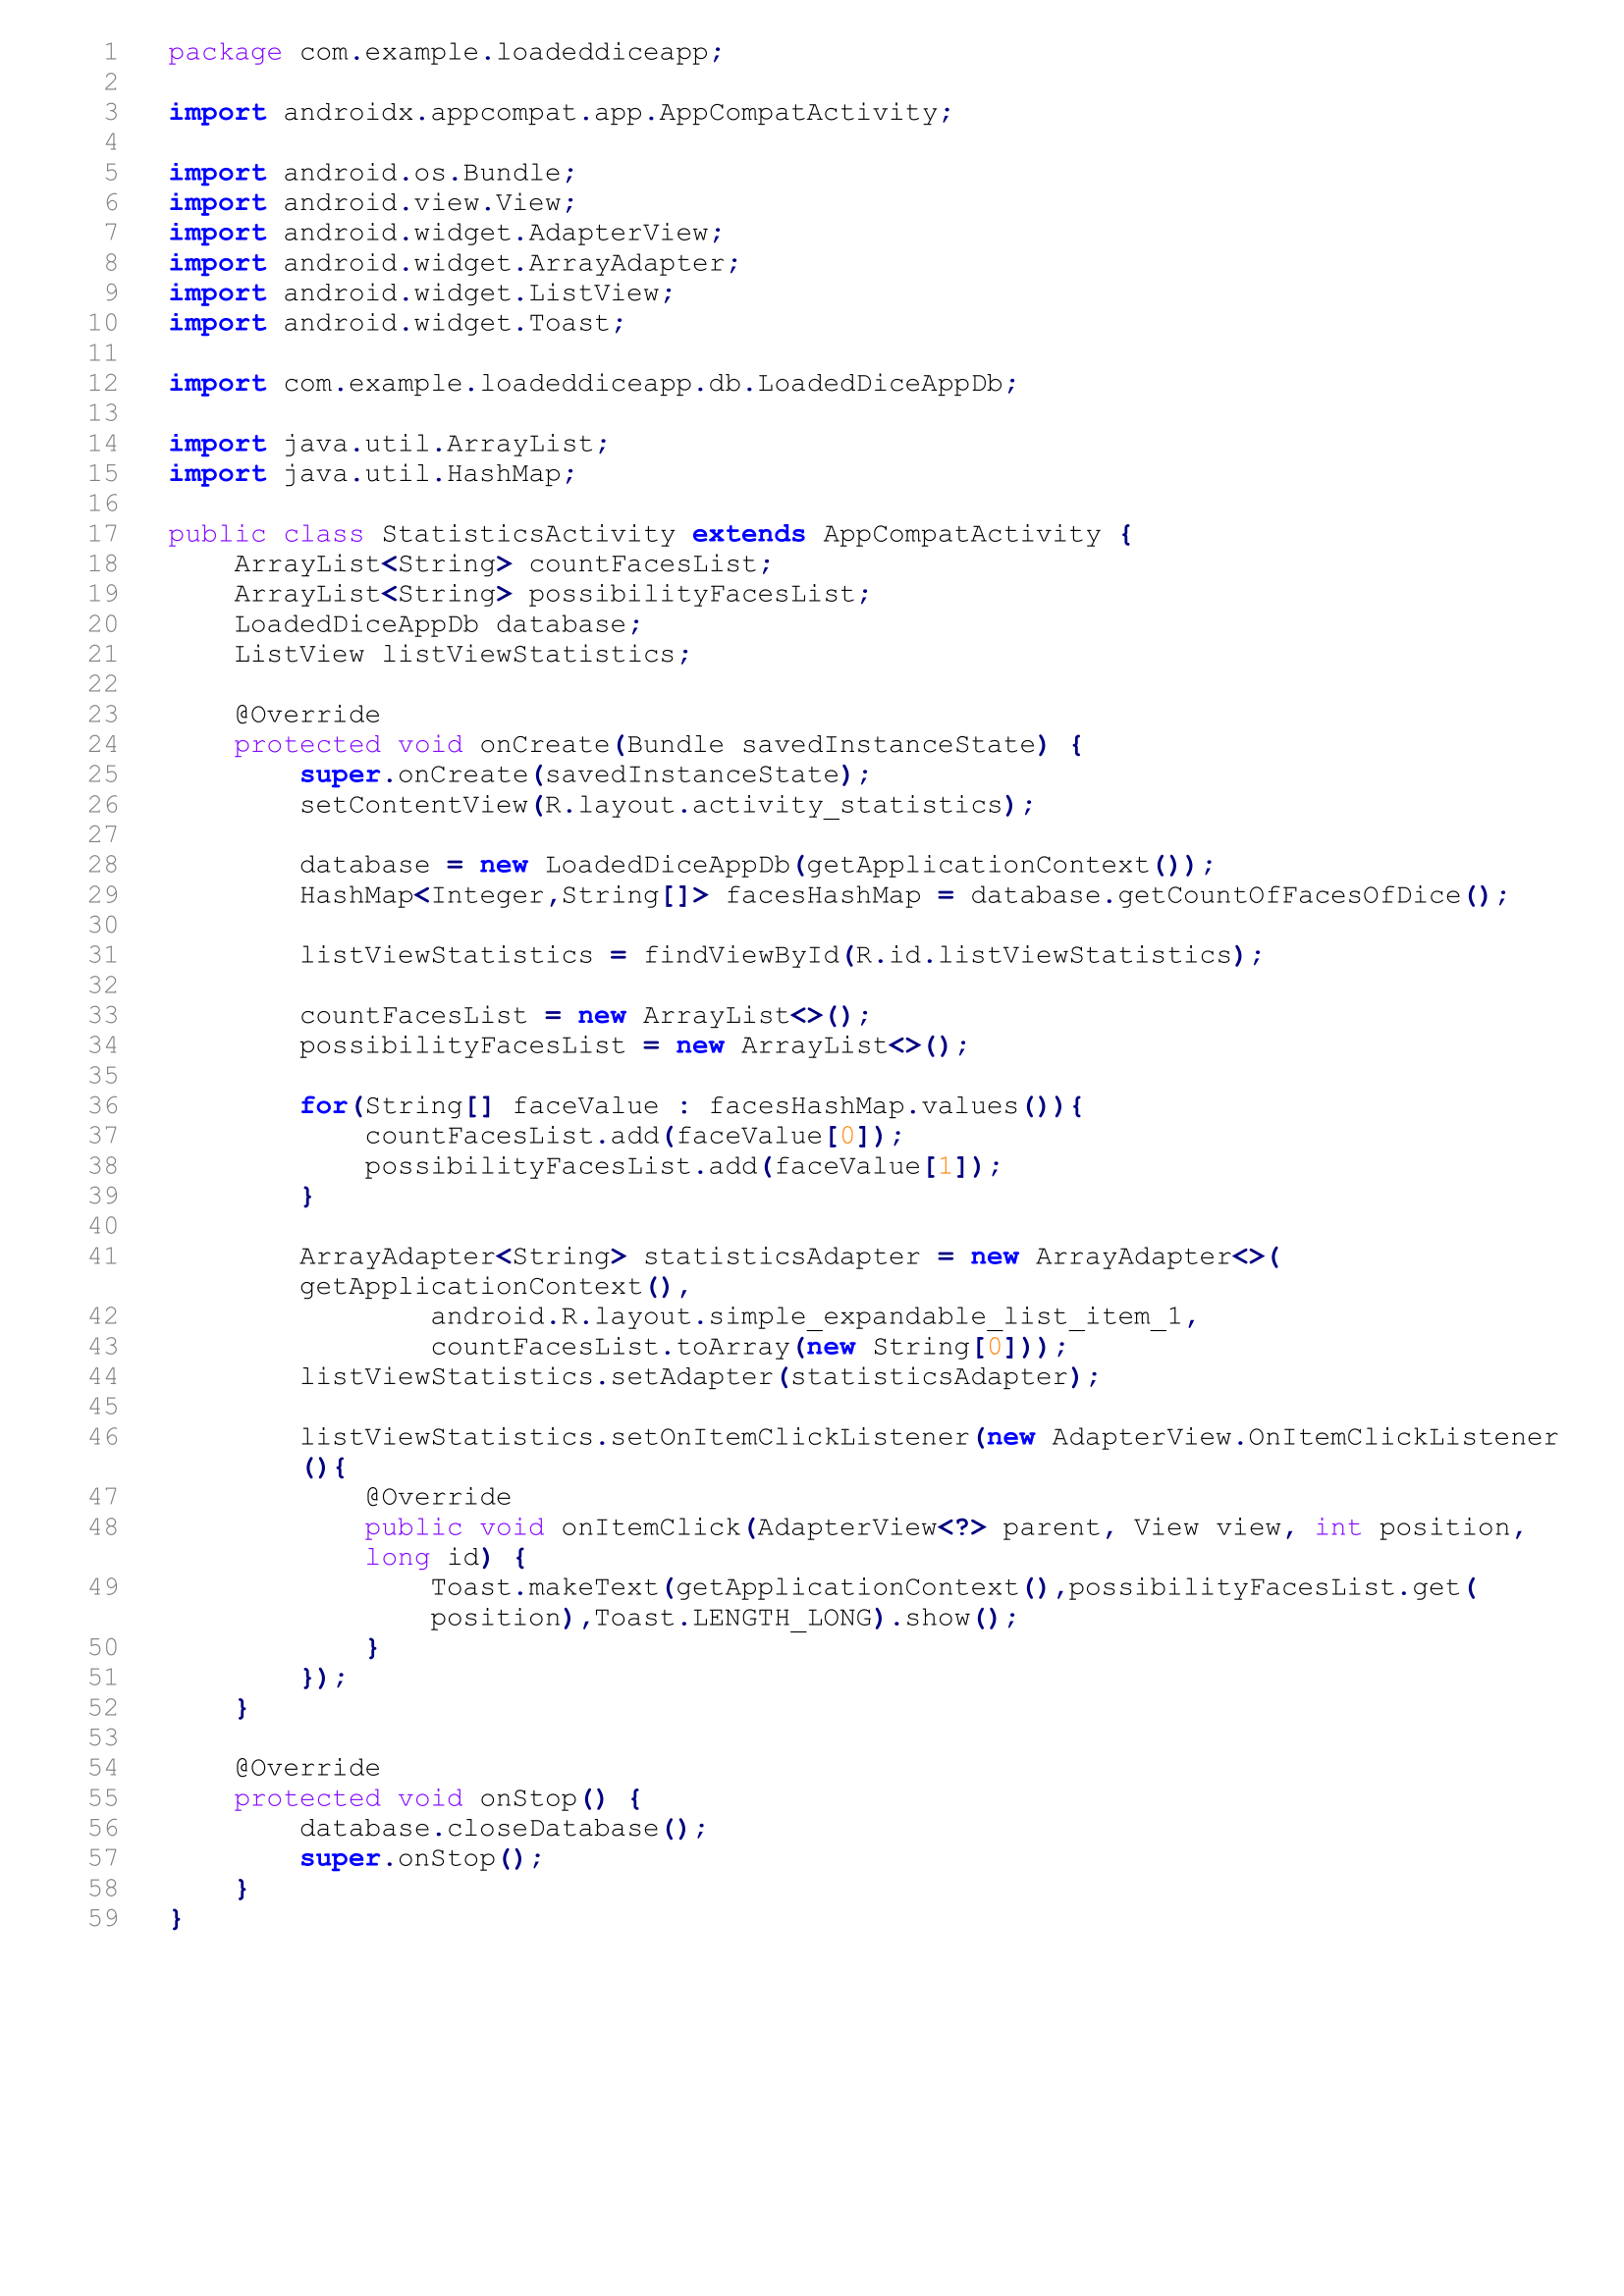 1 package com.example.loadeddiceapp;
2
3 import androidx.appcompat.app.AppCompatActivity;
4
5 import android.os.Bundle;
6 import android.view.View;
7 import android.widget.AdapterView;
8 import android.widget.ArrayAdapter;
9 import android.widget.ListView;
10 import android.widget.Toast;
11
12 import com.example.loadeddiceapp.db.LoadedDiceAppDb;
13
14 import java.util.ArrayList;
15 import java.util.HashMap;
16
17 public class StatisticsActivity extends AppCompatActivity {
18     ArrayList<String> countFacesList;
19     ArrayList<String> possibilityFacesList;
20     LoadedDiceAppDb database;
21     ListView listViewStatistics;
22
23     @Override
24     protected void onCreate(Bundle savedInstanceState) {
25         super.onCreate(savedInstanceState);
26         setContentView(R.layout.activity_statistics);
27
28         database = new LoadedDiceAppDb(getApplicationContext());
29         HashMap<Integer,String[]> facesHashMap = database.getCountOfFacesOfDice();
30
31         listViewStatistics = findViewById(R.id.listViewStatistics);
32
33         countFacesList = new ArrayList<>();
34         possibilityFacesList = new ArrayList<>();
35
36         for(String[] faceValue : facesHashMap.values()){
37             countFacesList.add(faceValue[0]);
38             possibilityFacesList.add(faceValue[1]);
39         }
40
41         ArrayAdapter<String> statisticsAdapter = new ArrayAdapter<>(
        getApplicationContext(),
42                 android.R.layout.simple_expandable_list_item_1,
43                 countFacesList.toArray(new String[0]));
44         listViewStatistics.setAdapter(statisticsAdapter);
45
46         listViewStatistics.setOnItemClickListener(new AdapterView.OnItemClickListener
        (){
47             @Override
48             public void onItemClick(AdapterView<?> parent, View view, int position,
            long id) {
49                 Toast.makeText(getApplicationContext(),possibilityFacesList.get(
                position),Toast.LENGTH_LONG).show();
50             }
51         });
52     }
53
54     @Override
55     protected void onStop() {
56         database.closeDatabase();
57         super.onStop();
58     }
59 }